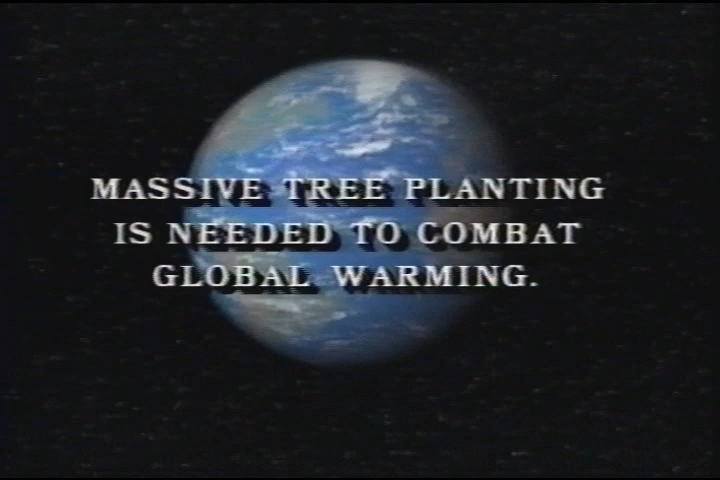 MASSIVE TREE PLANTING
IS NEEDED TO COMBAT
GLOBAL WARMING.